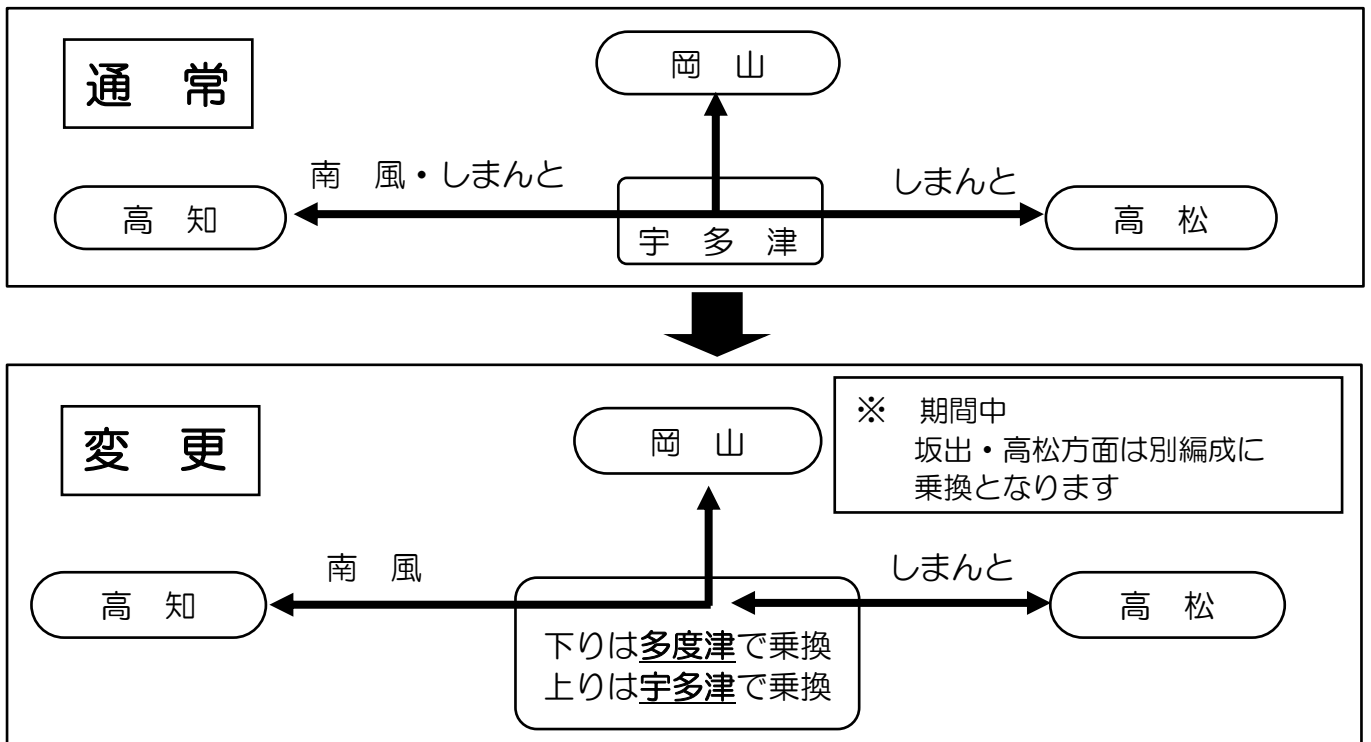 通　常
岡　山
南　風・しまんと
しまんと
高　知
宇　多　津
高　松
変　更
岡　山
※　期間中
坂出・高松方面は別編成に
乗換となります
南　風
しまんと
高　知
高　松
下りは多度津で乗換
上りは宇多津で乗換